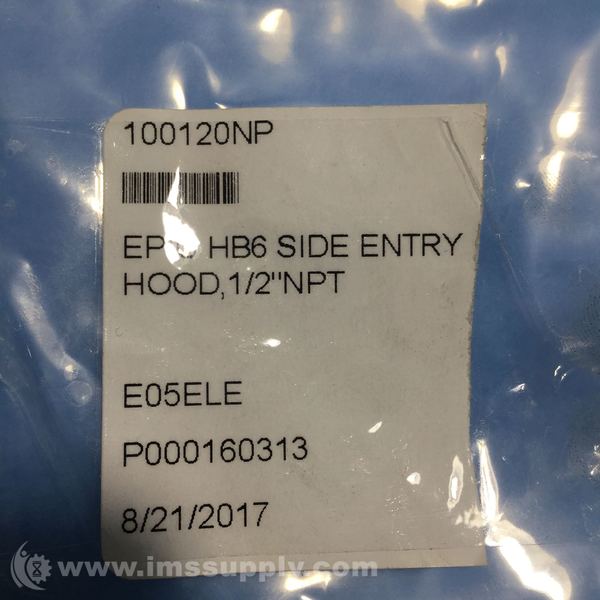 100120NP
HB6 SIDE ENTRY
HOOD,1/2"NPT
E05ELE
P000160313
8/21/2017
www.imssupply.com